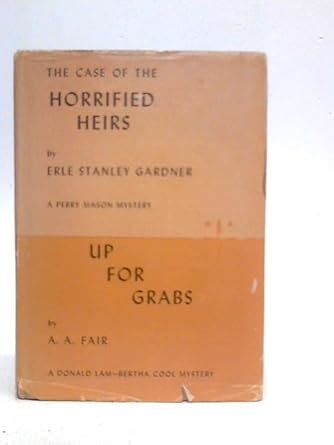 THE CASE OF THE
HORRIFIED
HEIRS
by
ERLE STANLEY GARDNER
A PERRY MASON MYSTERY
UP
FOR
GRABS
by
A. A. FAIR
A DONALD LAM–BERTHA COOL MYSTERY